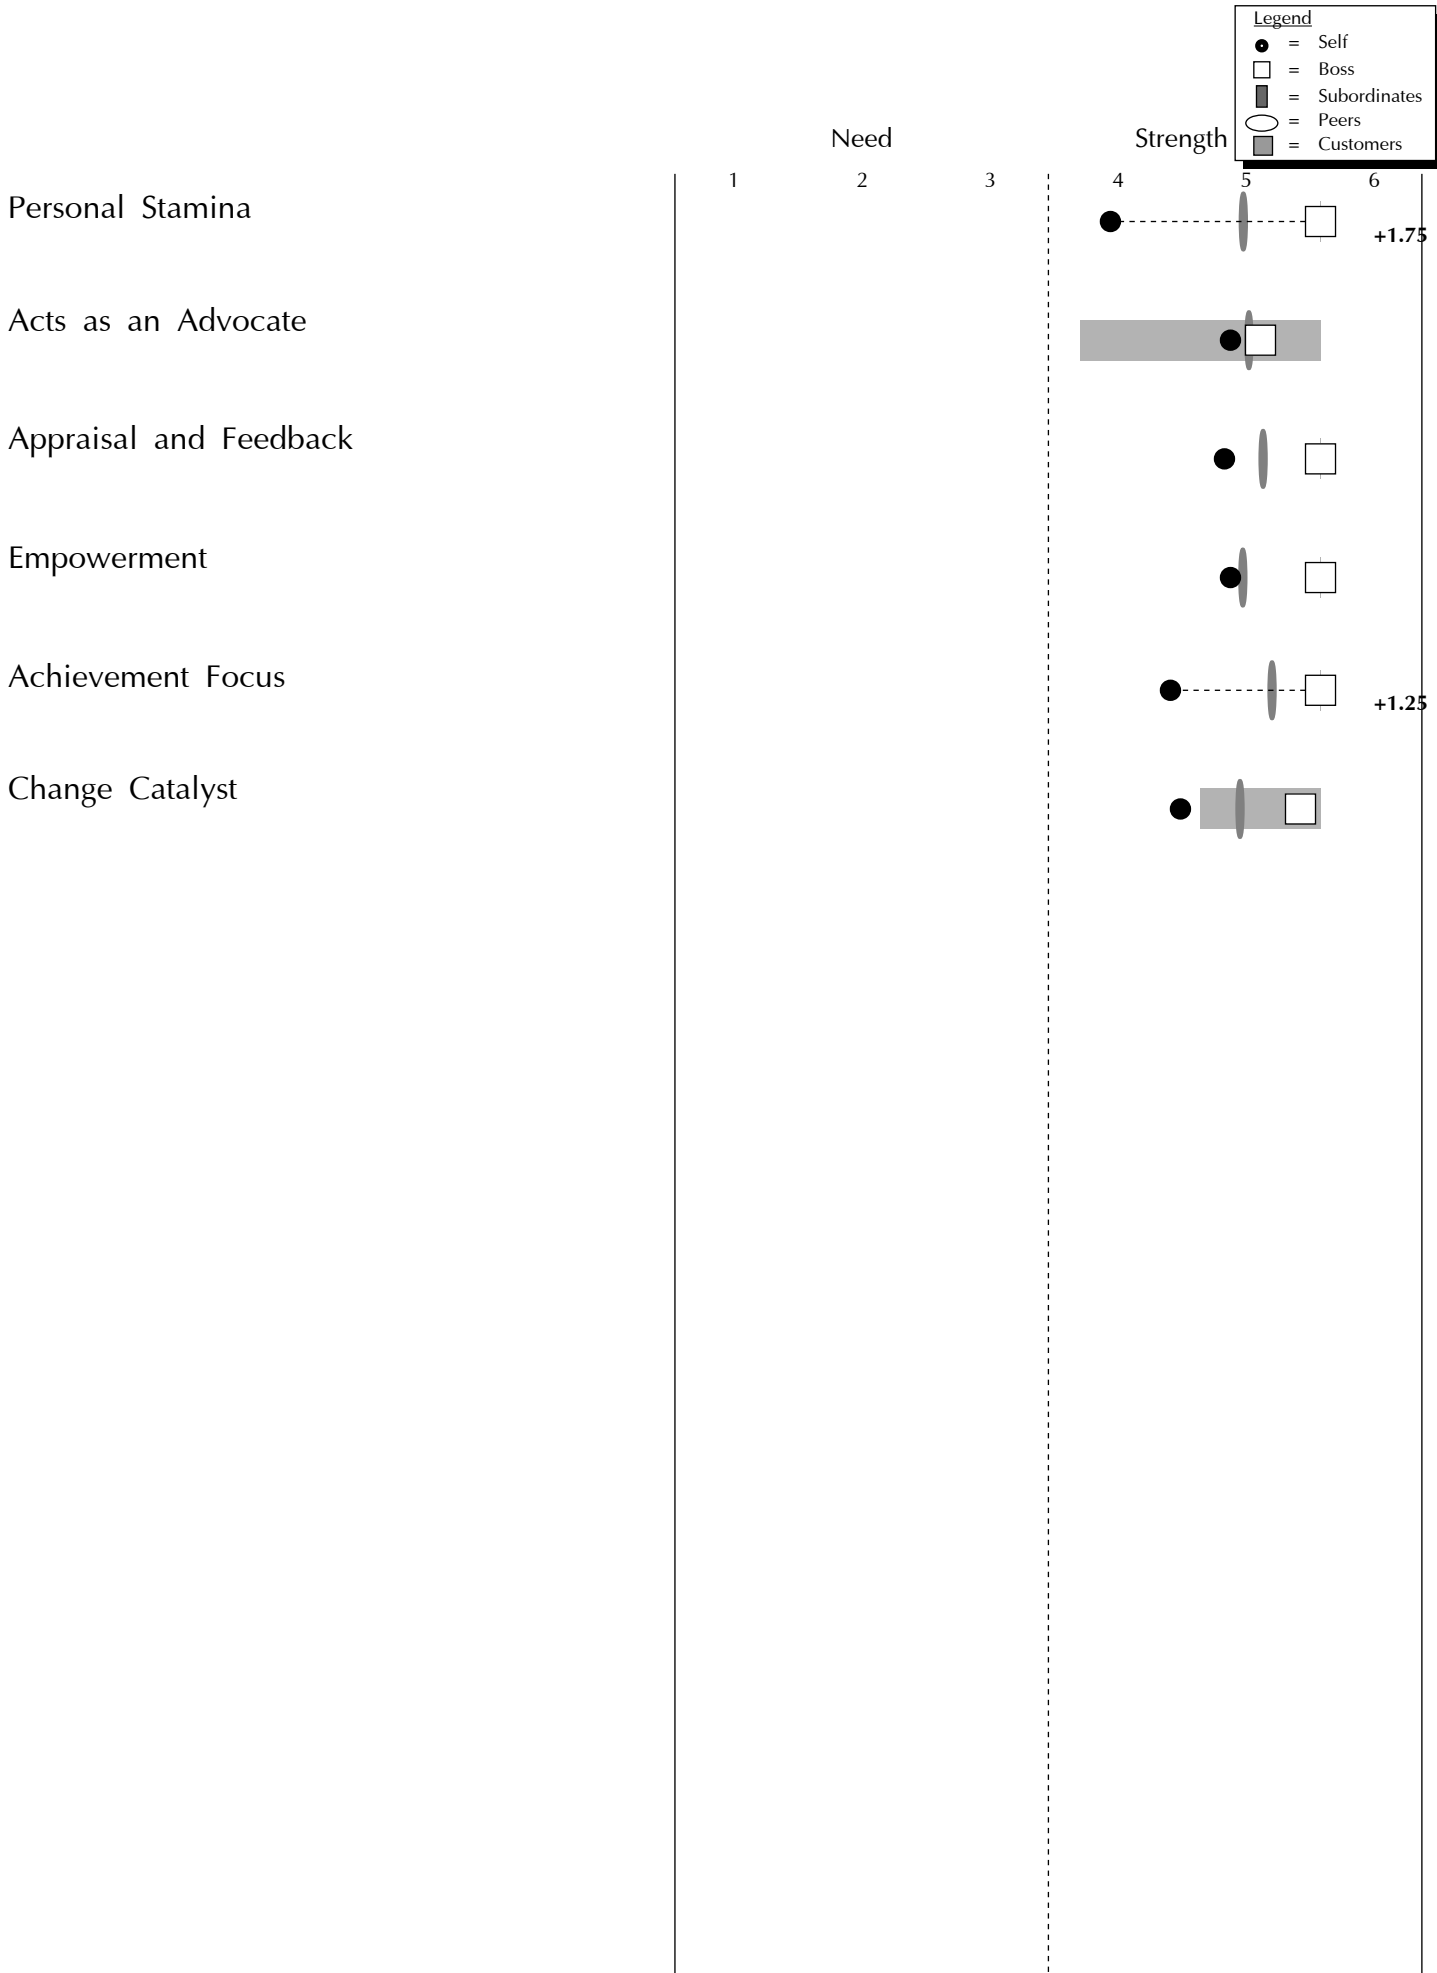 Legend
= Self
= Boss
= Subordinates
= Peers
= Customers
Need Strength
1 2 3 4 5 6
Personal Stamina
+1.75
Acts as an Advocate
Appraisal and Feedback
Empowerment
Achievement Focus
+1.25
Change Catalyst